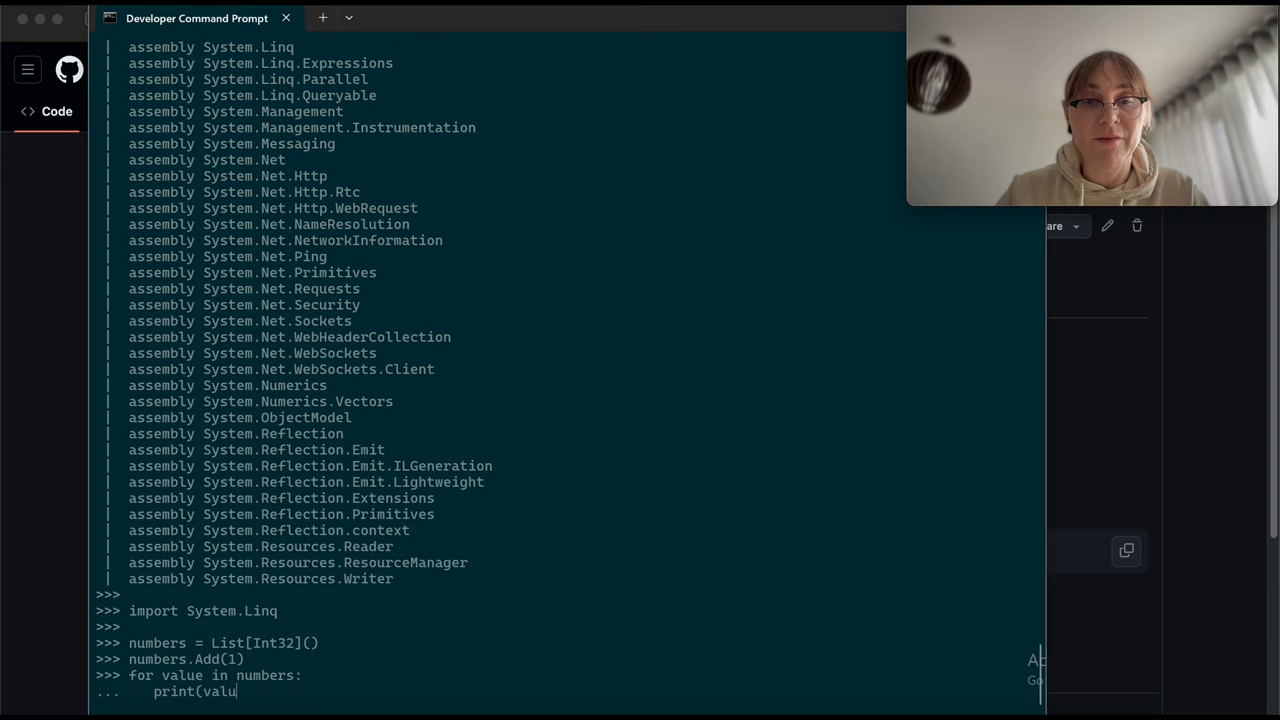 Developer Command Prompt
Code
| assembly System.Linq
| assembly System.Linq.Expressions
| assembly System.Linq.Parallel
| assembly System.Linq.Queryable
| assembly System.Management
| assembly System.Management.Instrumentation
| assembly System.Messaging
| assembly System.Net
| assembly System.Net.Http
| assembly System.Net.Http.Rtc
| assembly System.Net.Http.WebRequest
| assembly System.Net.NameResolution
| assembly System.Net.NetworkInformation
| assembly System.Net.Ping
| assembly System.Net.Primitives
| assembly System.Net.Requests
| assembly System.Net.Security
| assembly System.Net.Sockets
| assembly System.Net.WebHeaderCollection
| assembly System.Net.WebSockets
| assembly System.Net.WebSockets.Client
| assembly System.Numerics
| assembly System.Numerics.Vectors
| assembly System.ObjectModel
| assembly System.Reflection
| assembly System.Reflection.Emit
| assembly System.Reflection.Emit.ILGeneration
| assembly System.Reflection.Emit.Lightweight
| assembly System.Reflection.Extensions
| assembly System.Reflection.Primitives
| assembly System.Reflection.context
| assembly System.Resources.Reader
| assembly System.Resources.ResourceManager
| assembly System.Resources.Writer
>>>
>>> import System.Linq
>>>
>>> numbers = List[Int32]()
>>> numbers.Add(1)
>>> for value in numbers:
...    print(valu
are
Ac
Go